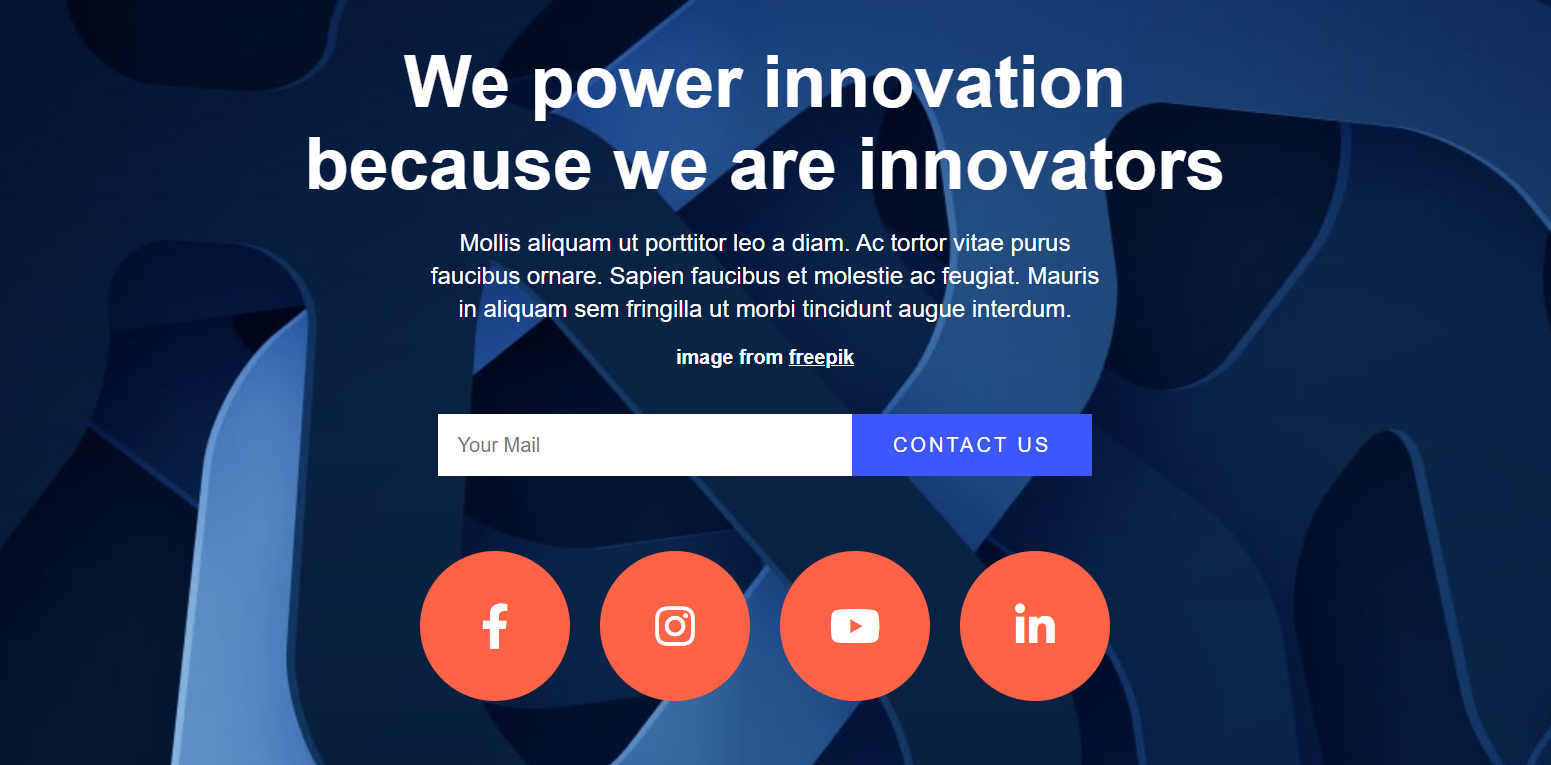 We power innovation
because we are innovators
Mollis aliquam ut porttitor leo a diam. Ac tortor vitae purus
faucibus ornare. Sapien faucibus et molestie ac feugiat. Mauris
in aliquam sem fringilla ut morbi tincidunt augue interdum.
image from freepik
Your Mail
CONTACT US
f
in